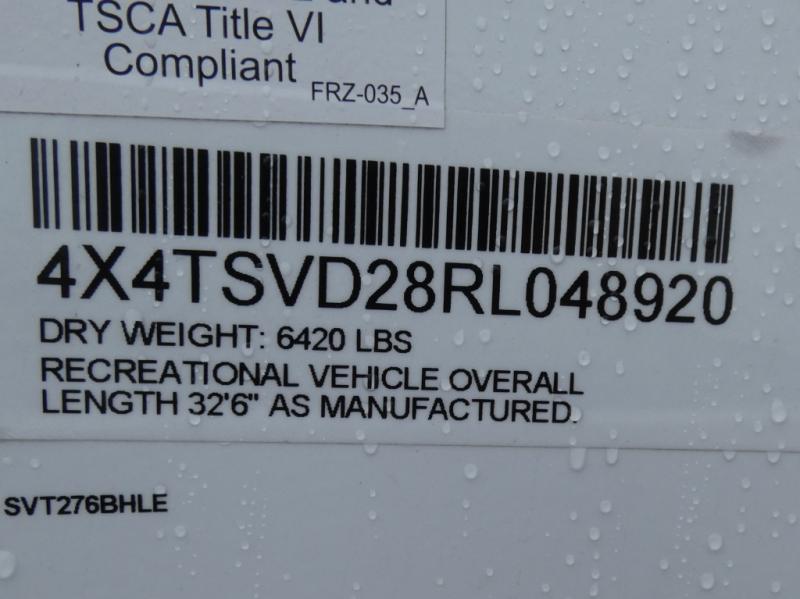 and
TSCA Title VI
Compliant
FRZ-035_A
4X4TSVD28RL048920
DRY WEIGHT: 6420 LBS
RECREATIONAL VEHICLE OVERALL
LENGTH 32'6" AS MANUFACTURED.
SVT276BHLE